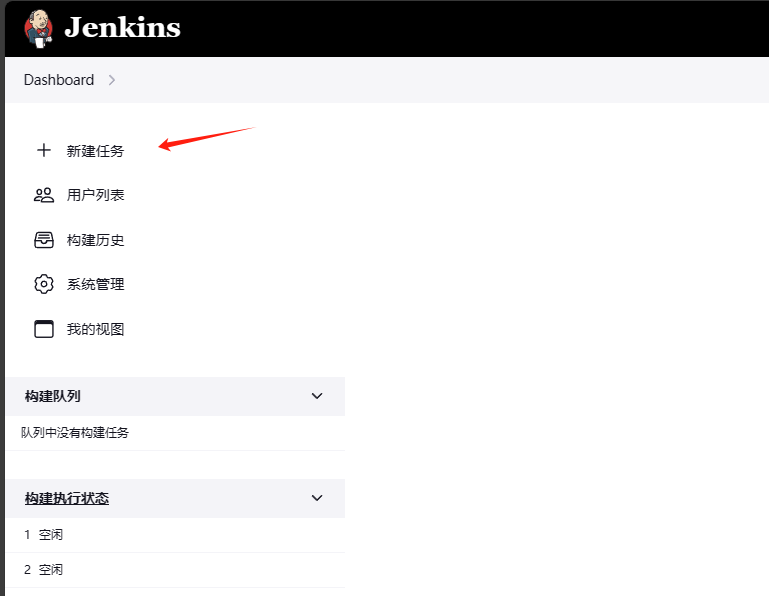 Jenkins
Dashboard
新建任务
用户列表
构建历史
系统管理
我的视图
构建队列
队列中没有构建任务
构建执行状态
1 空闲
2 空闲